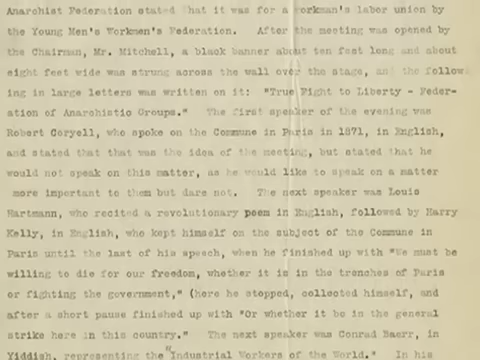 Anarchist Federation stated that it was for a workman's labor union by
the Young Men's Workmen's Federation. After the meeting was opened by
the Chairman, Mr. Mitchell, a black banner about ten feet long and about
eight feet wide was strung across the wall over the stage, and the follow-
ing in large letters was written on it: "True Fight to Liberty - Feder-
ation of Anarchistic Groups." The first speaker of the evening was
Robert Coryell, who spoke on the Commune in Paris in 1871, in English,
and stated that that was the idea of the meeting, but stated that he
would not speak on this matter, as he would like to speak on a matter
more important to them but dare not. The next speaker was Louis
Hartmann, who recited a revolutionary poem in English, followed by Harry
Kelly, in English, who kept himself on the subject of the Commune in
Paris until the last of his speech, when he finished up with "We must be
willing to die for our freedom, whether it is in the trenches of Paris
or fighting the government," (here he stopped, collected himself, and
after a short pause finished up with "Or whether it be in the general
strike here in this country." The next speaker was Conrad Baerr, in
Yiddish, representing the "Industrial Workers of the World." In his